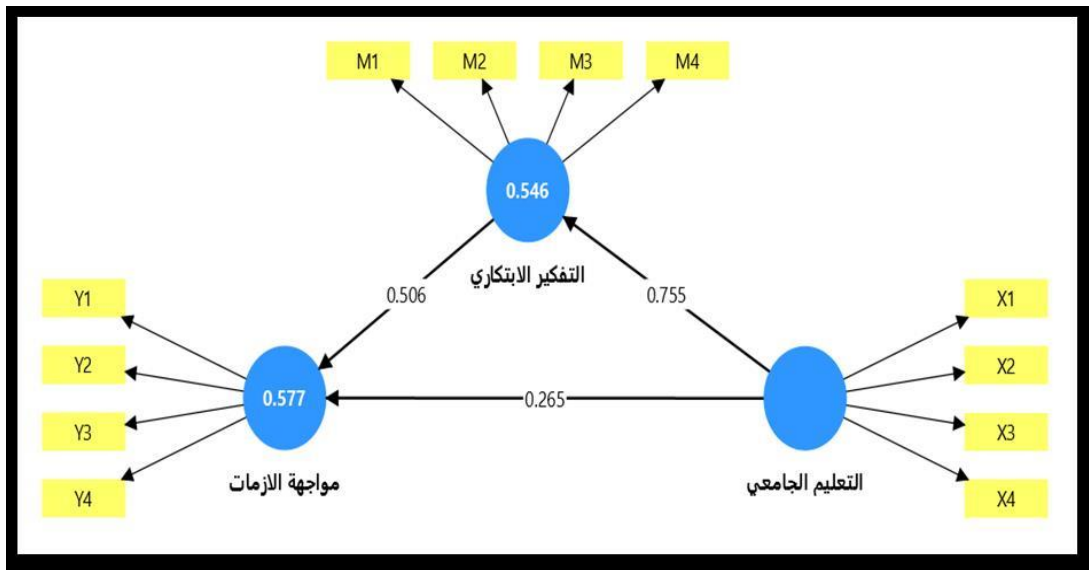 M1 M2 M3 M4
0.546
التفكير الابتكاري
0.506 0.755
Y1 X1
Y2 X2
0.577 0.265
Y3 X3
مواجهة الازمات التعليم الجامعي
Y4 X4